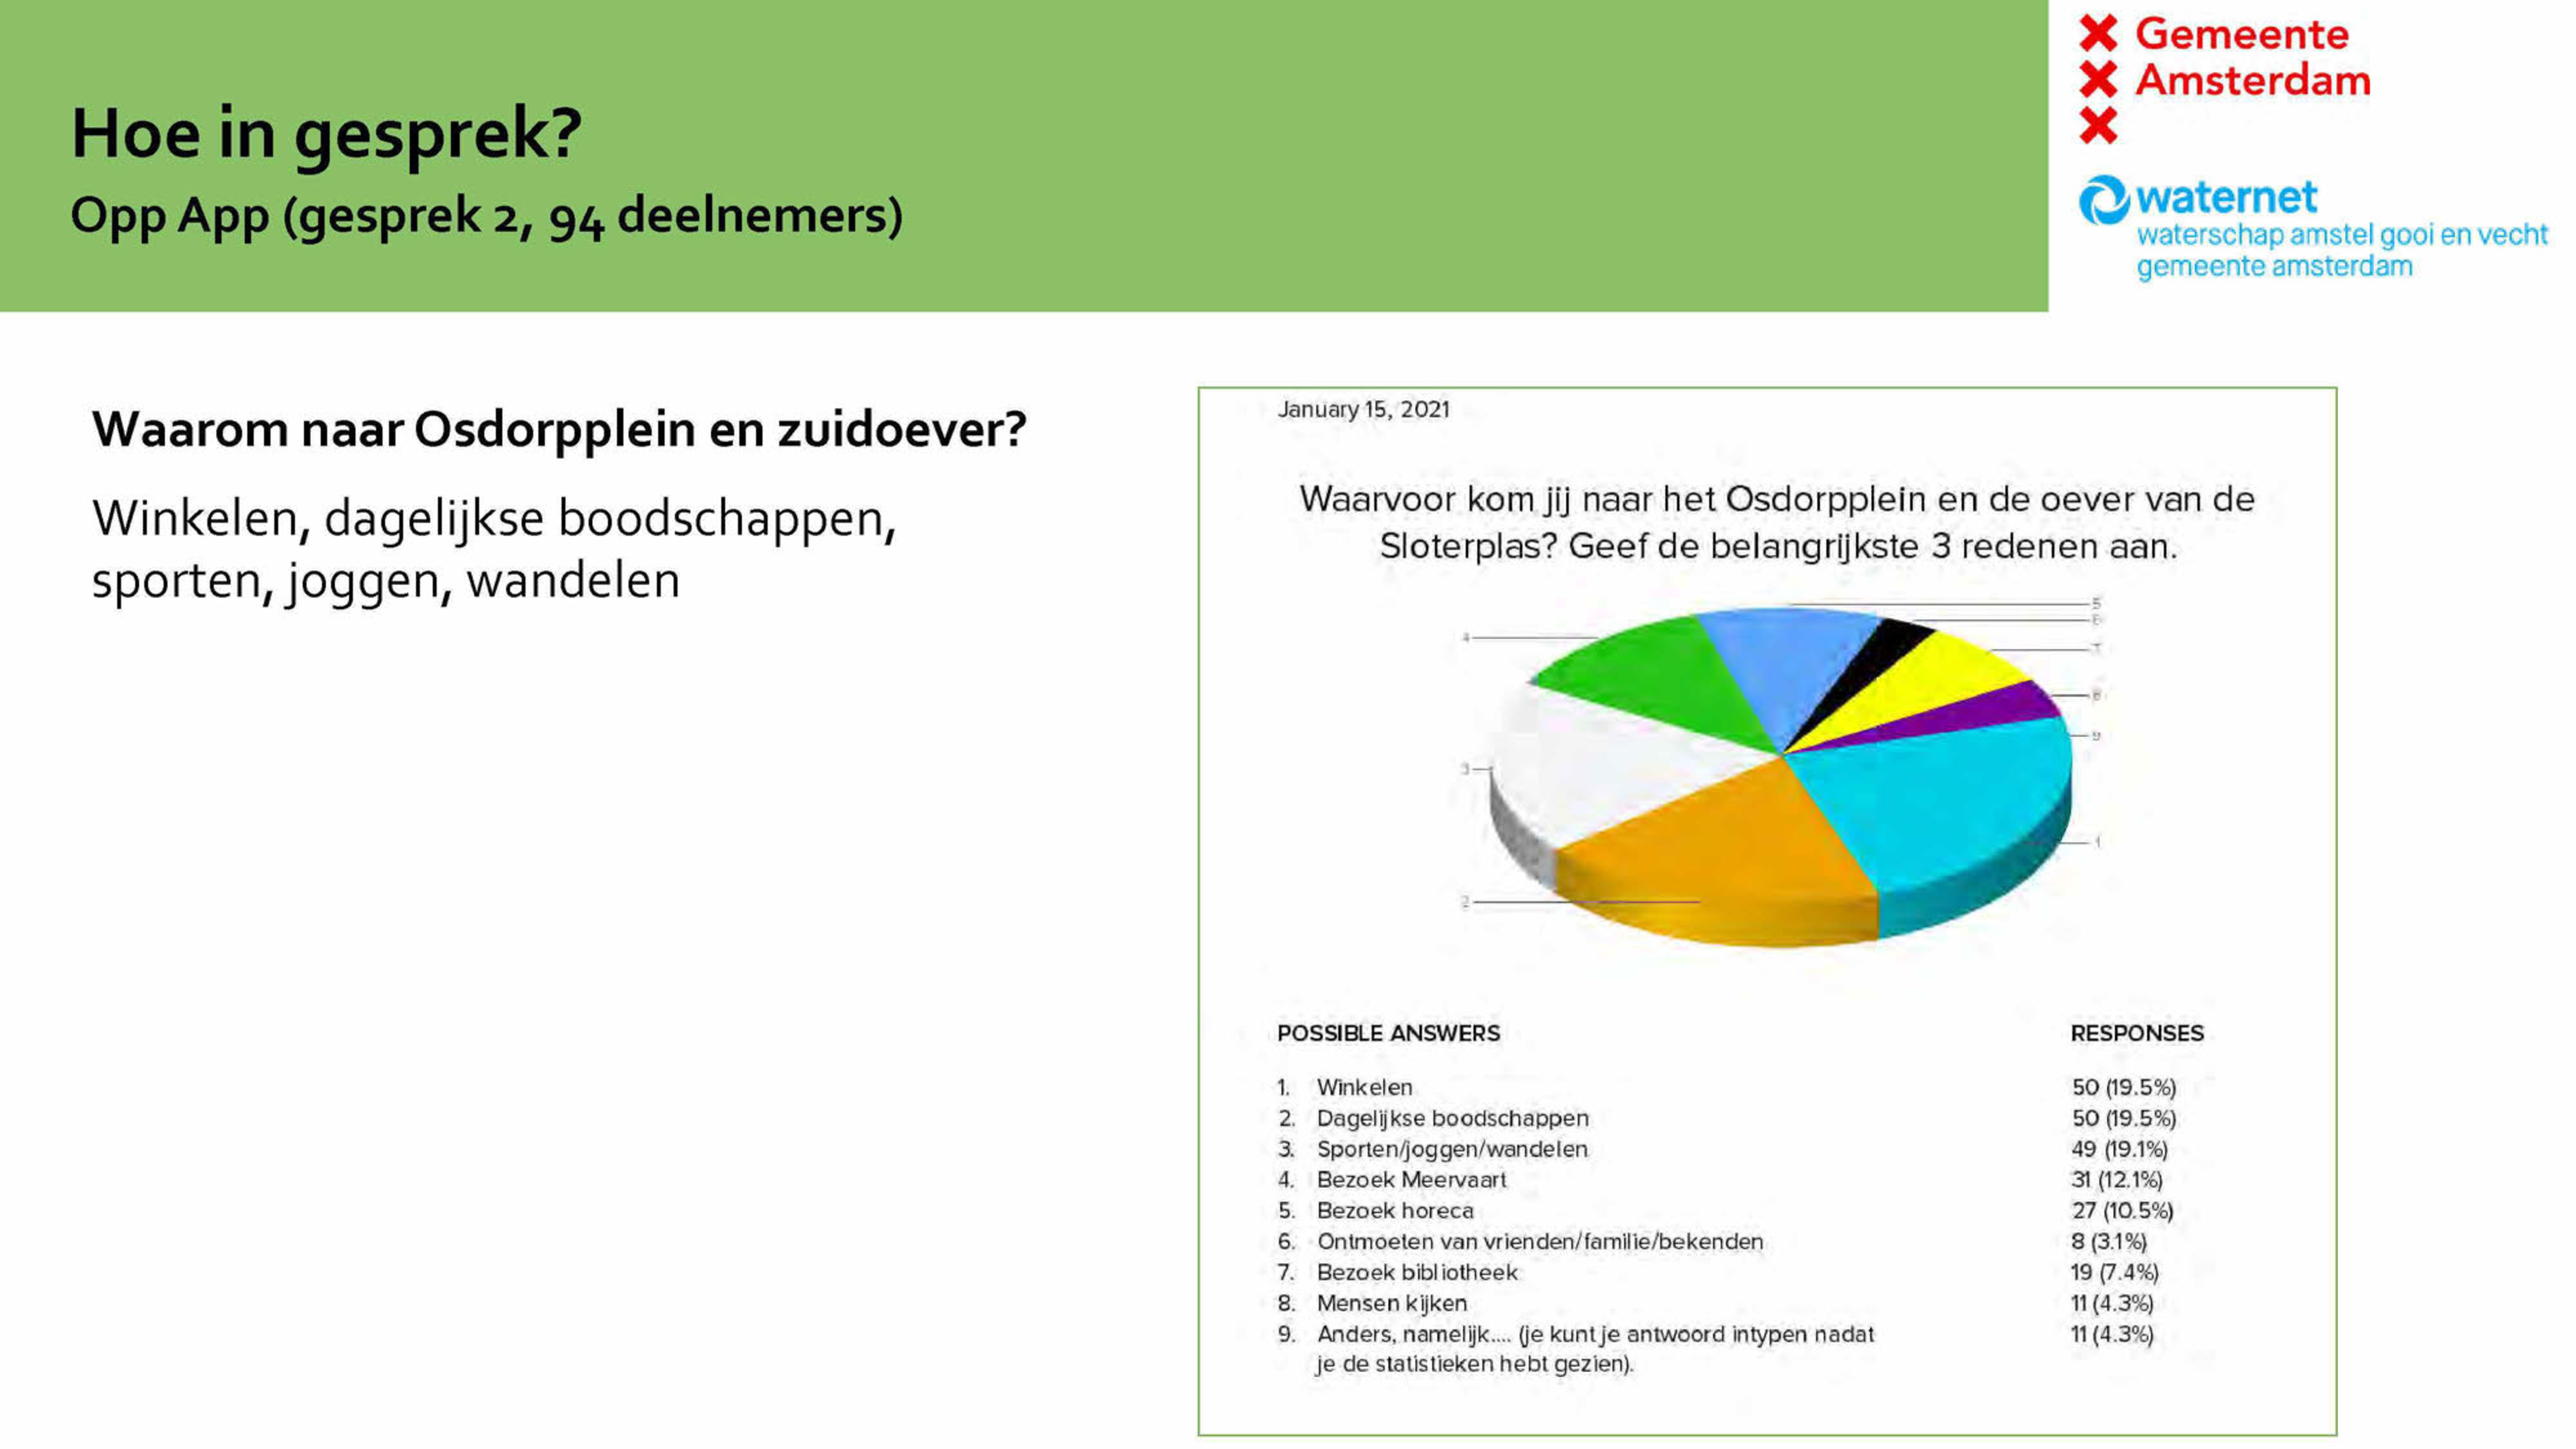 Hoe in gesprek?
Opp App (gesprek 2, 94 deelnemers)
Gemeente
Amsterdam
waternet
waterschap amstel gooi en vecht
gemeente amsterdam
Waarom naar Osdorpplein en zuidoever?
Winkelen, dagelijkse boodschappen,
sporten, joggen, wandelen
January 15, 2021
Waarvoor kom jij naar het Osdorpplein en de oever van de
Sloterplas? Geef de belangrijkste 3 redenen aan.
5
6
4
7
8
9
3
1
2
POSSIBLE ANSWERS RESPONSES
1. Winkelen 50 (19.5%)
2. Dagelijkse boodschappen 50 (19.5%)
3. Sporten/joggen/wandelen 49 (19.1%)
4. Bezoek Meervaart 31 (12.1%)
5. Bezoek horeca 27 (10.5%)
6. Ontmoeten van vrienden/familie/bekenden 8 (3.1%)
7. Bezoek bibliotheek 19 (7.4%)
8. Mensen kijken 11 (4.3%)
9. Anders, namelijk.... (je kunt je antwoord intypen nadat 11 (4.3%)
je de statistieken hebt gezien).